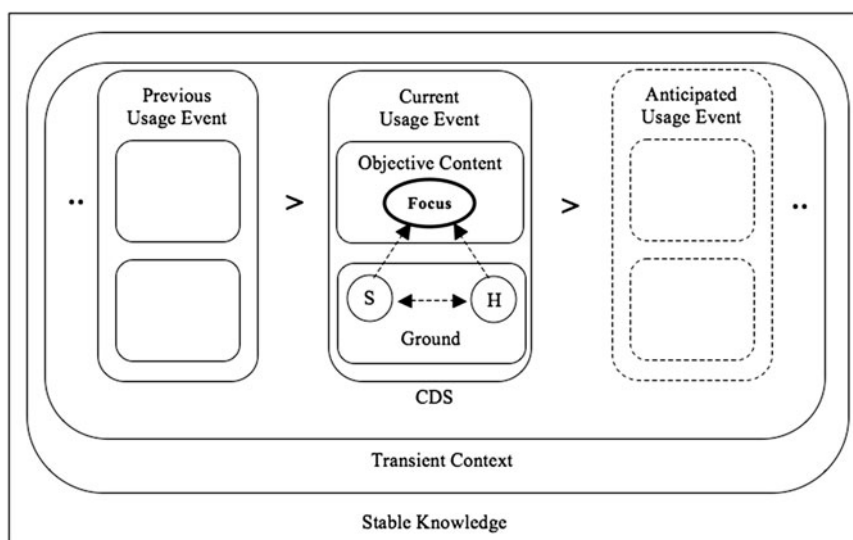 Previous
Usage Event
Current
Usage Event
Anticipated
Usage Event
Objective Content
Focus
..
>
>
..
S
H
Ground
CDS
Transient Context
Stable Knowledge